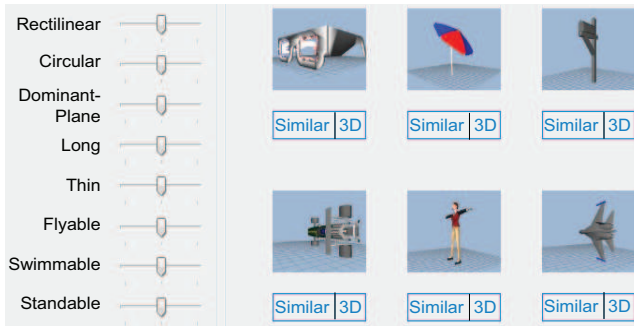 Rectilinear
Circular
Dominant-
Plane
Long
Thin
Flyable
Swimmable
Standable
Similar 3D
Similar 3D
Similar 3D
Similar 3D
Similar 3D
Similar 3D